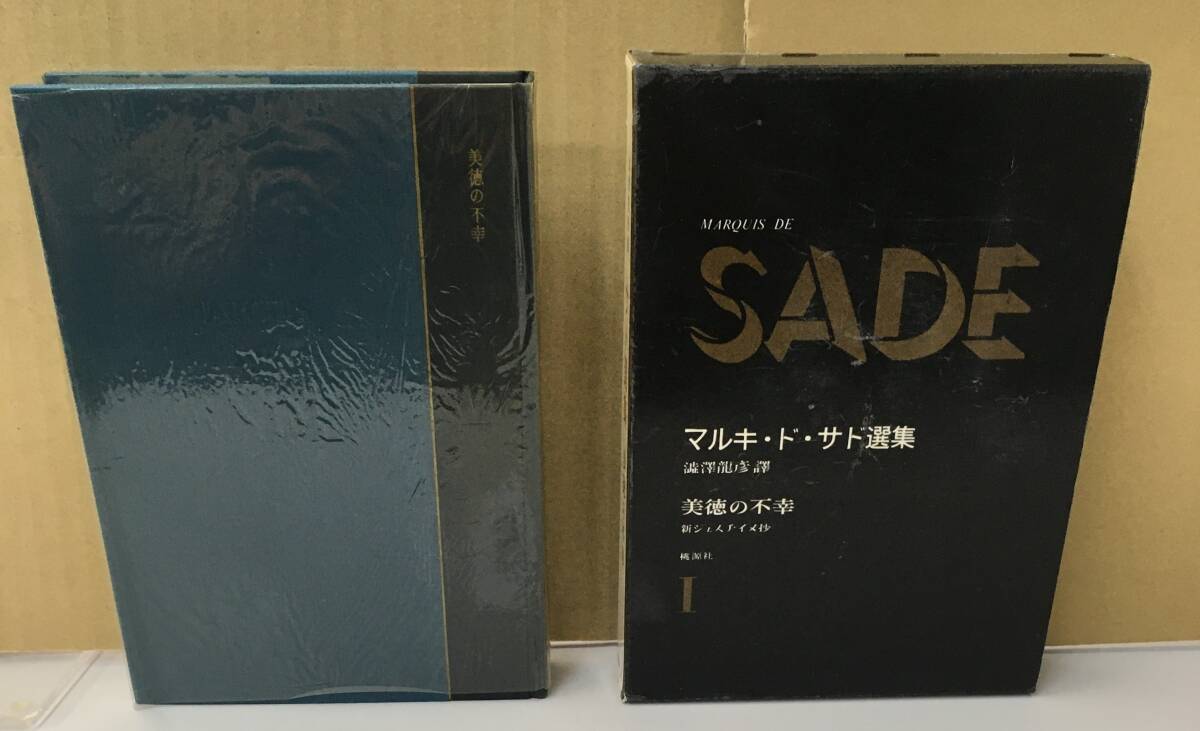 美徳の不幸
MARQUIS DE
SADE
マルキ・ド・サド選集
澁澤龍彦譯
美徳の不幸
新ジュスチイヌ抄
桃源社
I